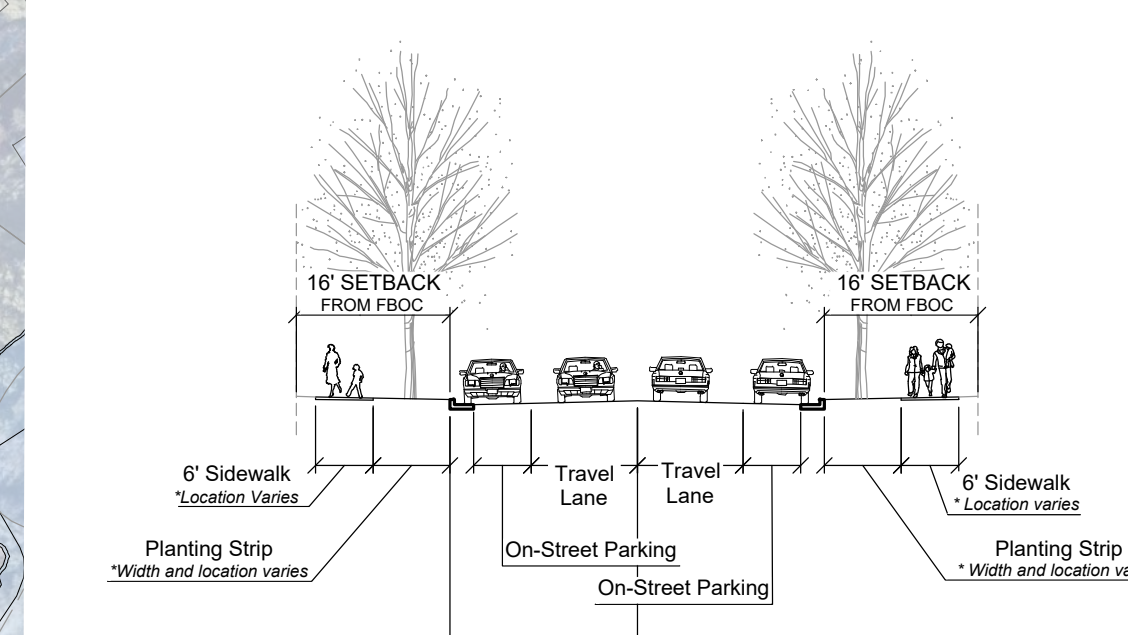 16' SETBACK
FROM FBOC
16' SETBACK
FROM FBOC
6' Sidewalk
*Location Varies
Travel
Lane
Travel
Lane
6' Sidewalk
* Location varies
Planting Strip
*Width and location varies
On-Street Parking
On-Street Parking
Planting Strip
* Width and location va